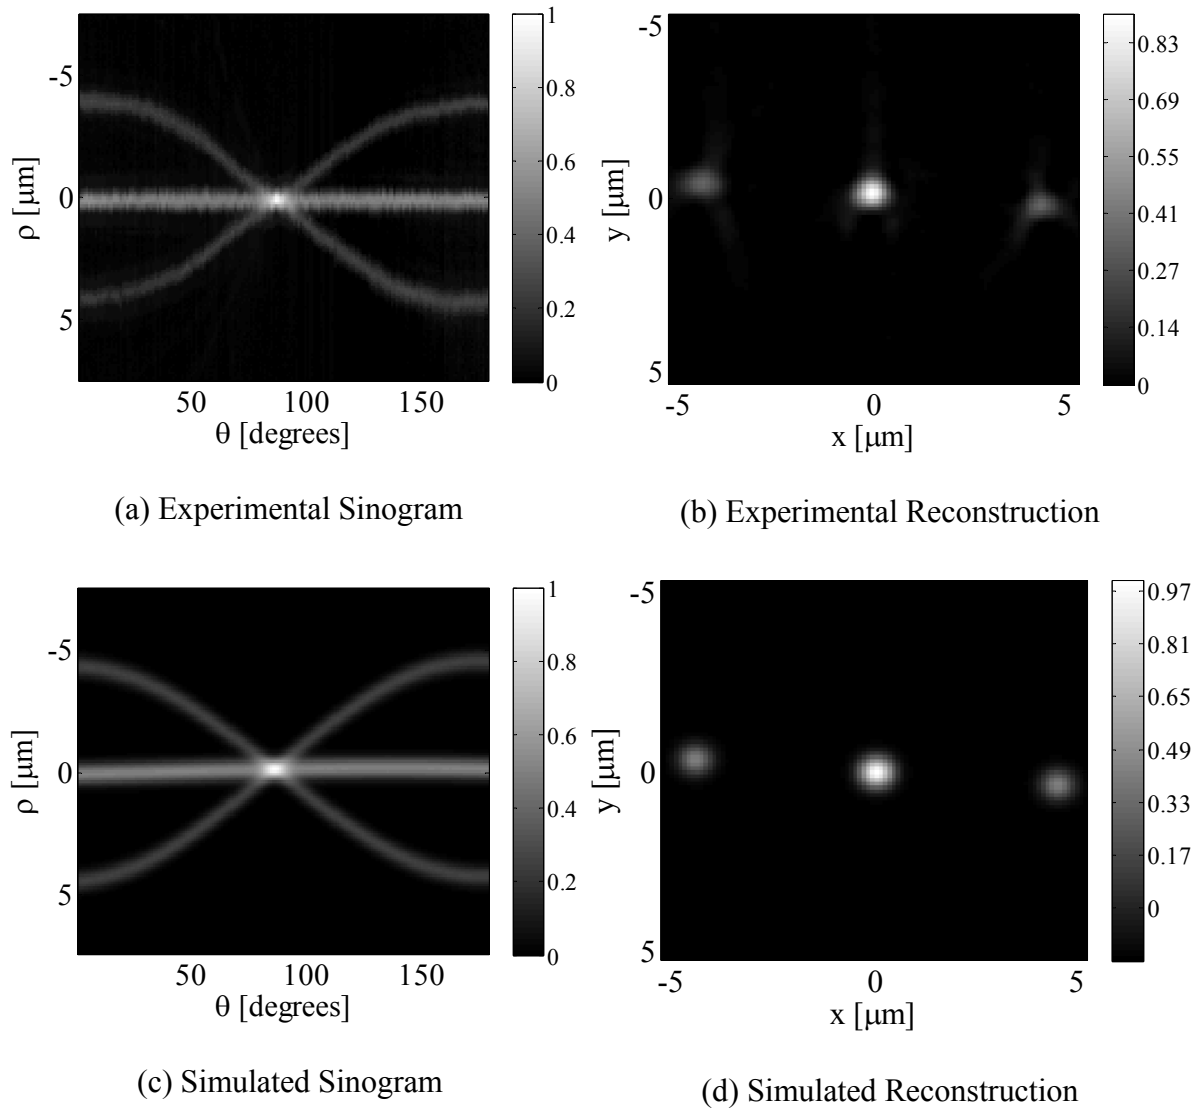 1
0.8
0.6
0.4
0.2
0
-5
0
5
ρ [μm]
50 100 150
θ [degrees]
(a) Experimental Sinogram
-5
0
5
y [μm]
-5 0 5
x [μm]
0.83
0.69
0.55
0.41
0.27
0.14
0
(b) Experimental Reconstruction
1
0.8
0.6
0.4
0.2
0
-5
0
5
ρ [μm]
50 100 150
θ [degrees]
(c) Simulated Sinogram
-5
0
5
y [μm]
-5 0 5
x [μm]
0.97
0.81
0.65
0.49
0.33
0.17
0
(d) Simulated Reconstruction